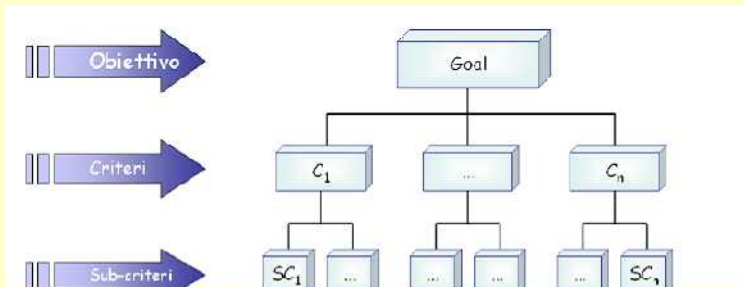 Obiettivo Goal
Criteri C₁ ... Cₙ
Sub-criteri SC₁ ... ... ... ... SCₙ